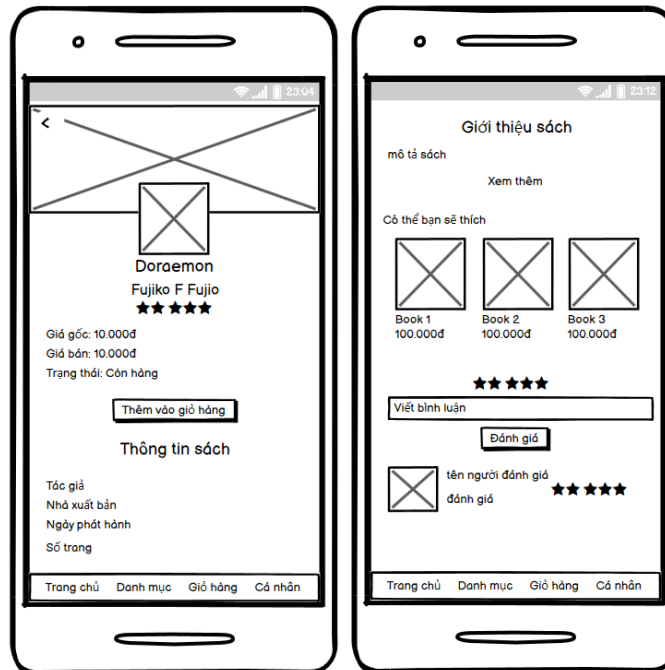 23:04
<
Doraemon
Fujiko F Fujio
Giá gốc: 10.000đ
Giá bán: 10.000đ
Trạng thái: Còn hàng
Thêm vào giỏ hàng
Thông tin sách
Tác giả
Nhà xuất bản
Ngày phát hành
Số trang
Trang chủ Danh mục Giỏ hàng Cá nhân
23:12
Giới thiệu sách
mô tả sách
Xem thêm
Có thể bạn sẽ thích
Book 1 Book 2 Book 3
100.000đ 100.000đ 100.000đ
Viết bình luận
Đánh giá
tên người đánh giá
đánh giá
Trang chủ Danh mục Giỏ hàng Cá nhân